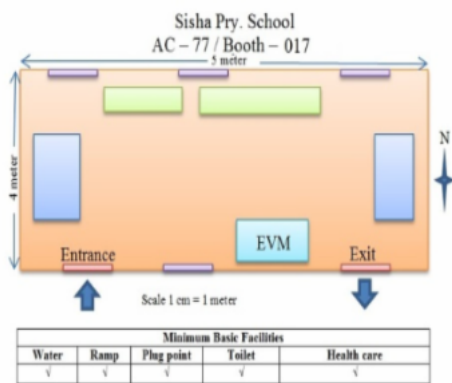 Sisha Pry. School
AC – 77 / Booth – 017
5 meter
4 meter
N
EVM
Entrance
Exit
Scale 1 cm = 1 meter
Minimum Basic Facilities
Water Ramp Plug point Toilet Health care
√ √ √ √ √